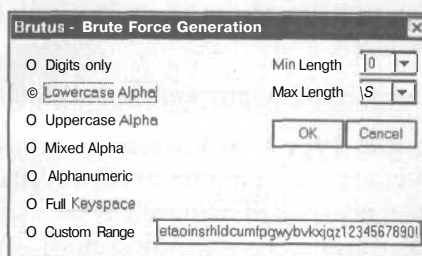 Brutus - Brute Force Generation
O Digits only
Min Length 0
© Lowercase Alpha
Max Length \S
O Uppercase Alpha
OK Cancel
O Mixed Alpha
O Alphanumeric
O Full Keyspace
O Custom Range etaoinsrhldcumfpgwybvkxjqz1234567890!